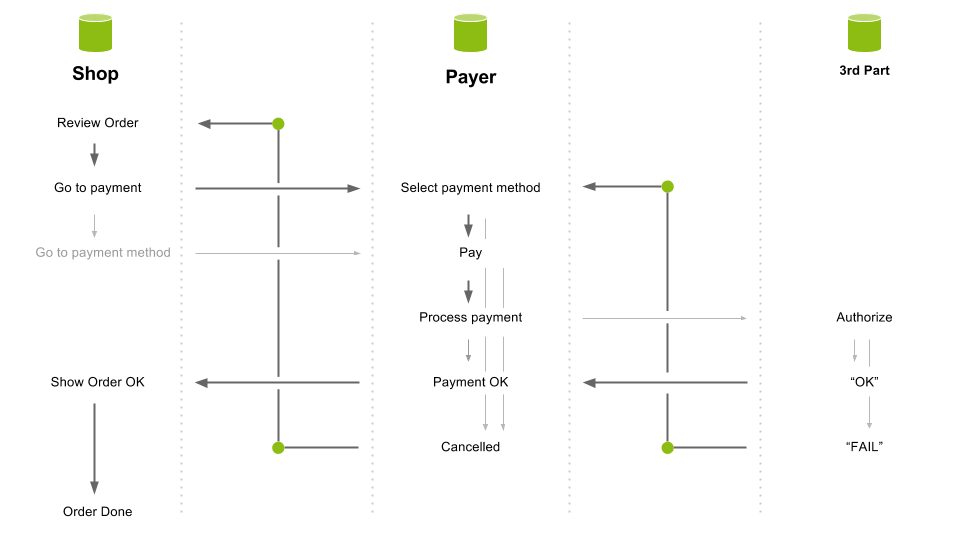 Shop
Payer
3rd Part
Review Order
Go to payment
Select payment method
Go to payment method
Pay
Process payment
Authorize
Show Order OK
Payment OK
“OK”
Cancelled
“FAIL”
Order Done